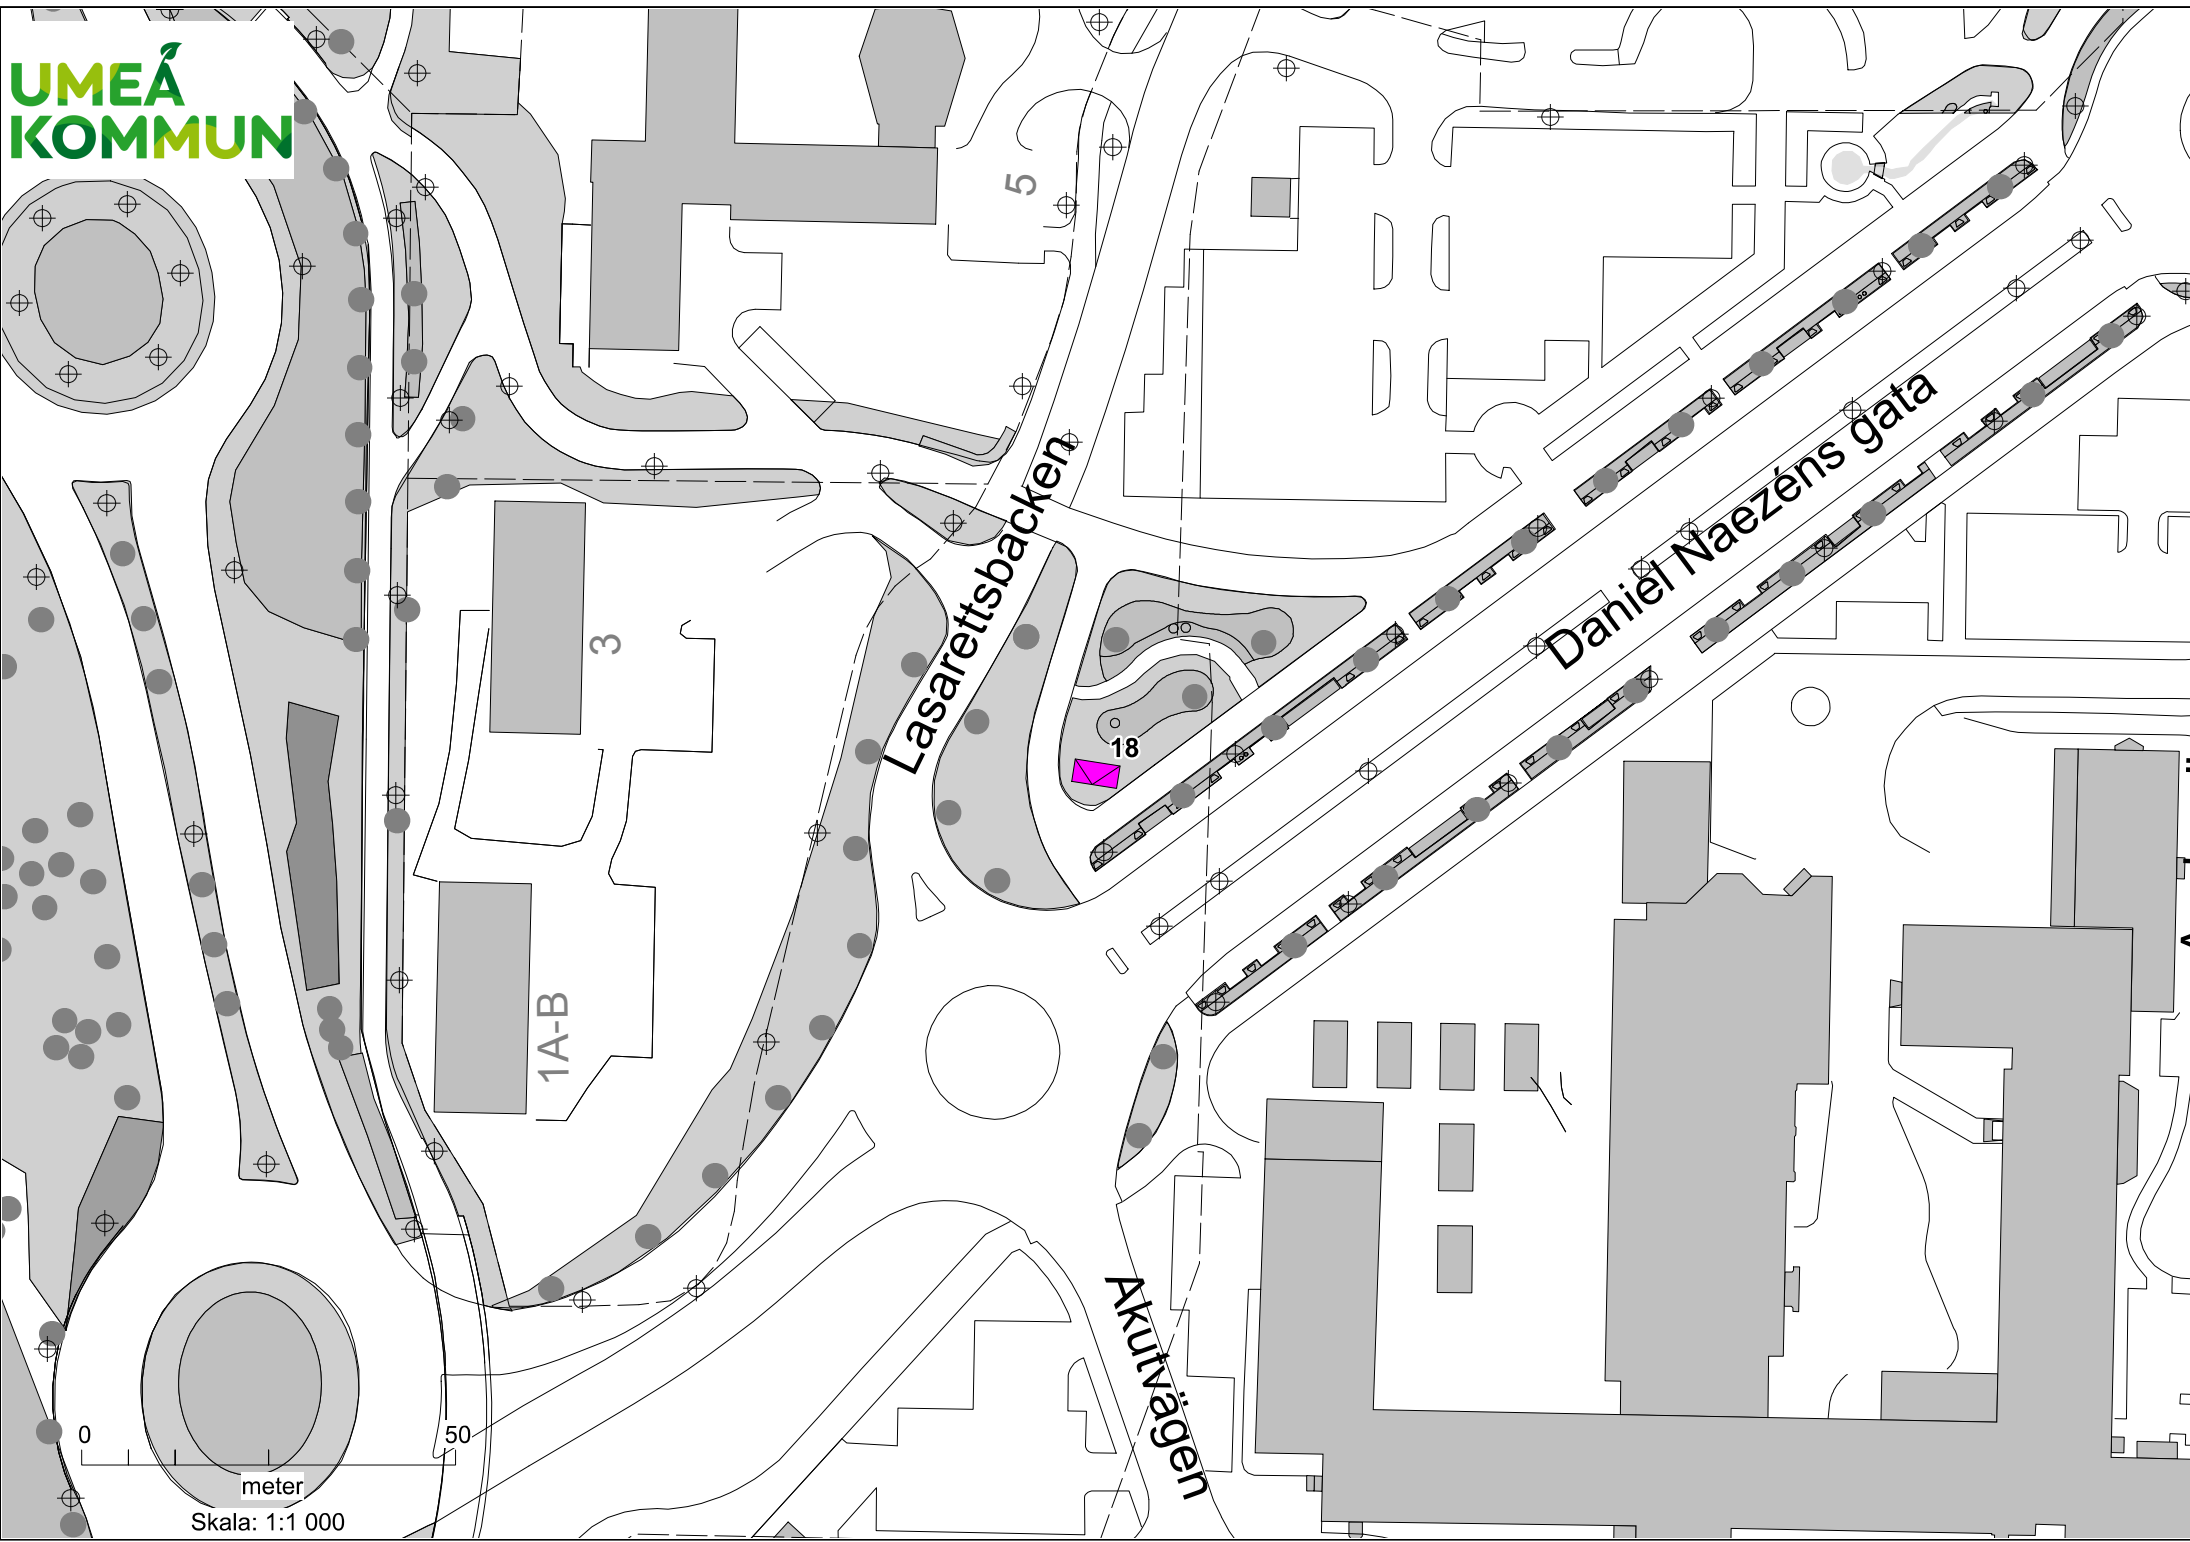 UMEÅ
KOMMUN
5
Lasarettsbacken
Daniel Naezéns gata
3
18
1A-B
Akutvägen
0
50
meter
Skala: 1:1 000